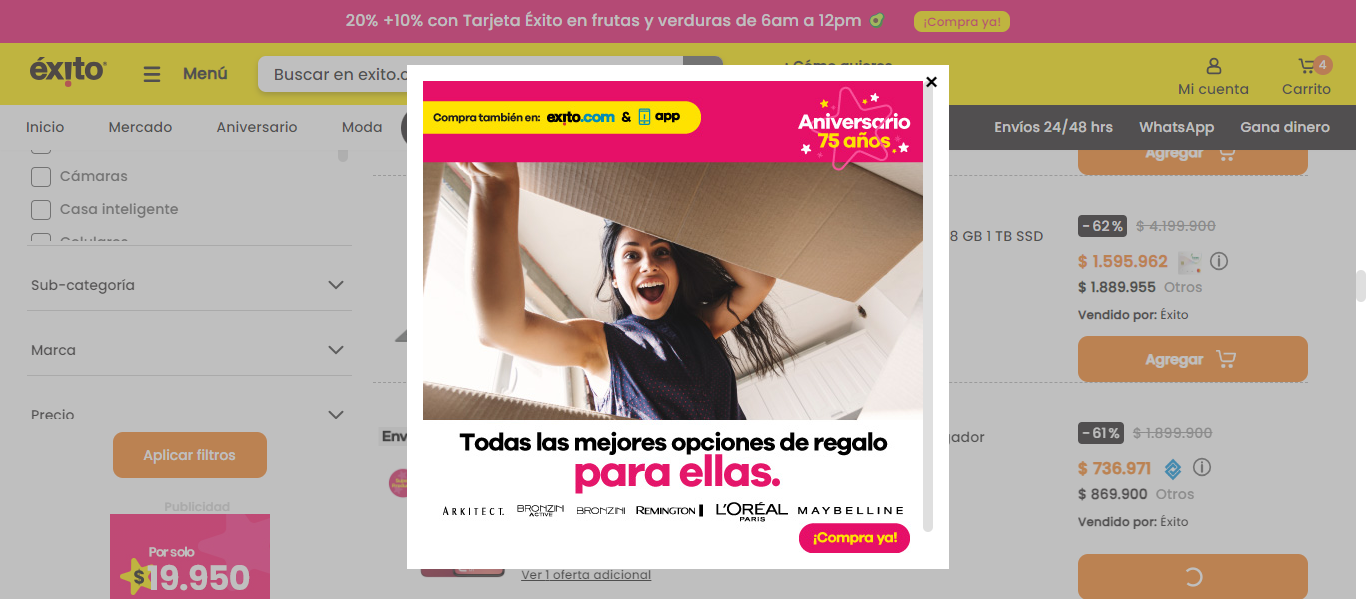 20% +10% con Tarjeta Éxito en frutas y verduras de 6am a 12pm
¡Compra ya!
éxito
Menú
Buscar en exito.c
Mi cuenta
4
Carrito
Inicio
Mercado
Aniversario
Moda
Envíos 24/48 hrs
WhatsApp
Gana dinero
Cámaras
Casa inteligente
Celulares
Sub-categoría
Marca
Precio
Aplicar filtros
Publicidad
Por solo
$19.950
Compra también en: exito.com & app
Aniversario
75 años
Todas las mejores opciones de regalo
para ellas.
ARKITECT.
BRONZINI
ACTIVE
BRONZINI
REMINGTON
L'ORÉAL
PARIS
MAYBELLINE
¡Compra ya!
Env
Ver 1 oferta adicional
Agregar
8 GB 1 TB SSD
-62%
$ 4.199.900
$ 1.595.962
$ 1.889.955 Otros
Vendido por: Éxito
Agregar
gador
-61%
$ 1.899.900
$ 736.971
$ 869.900 Otros
Vendido por: Éxito